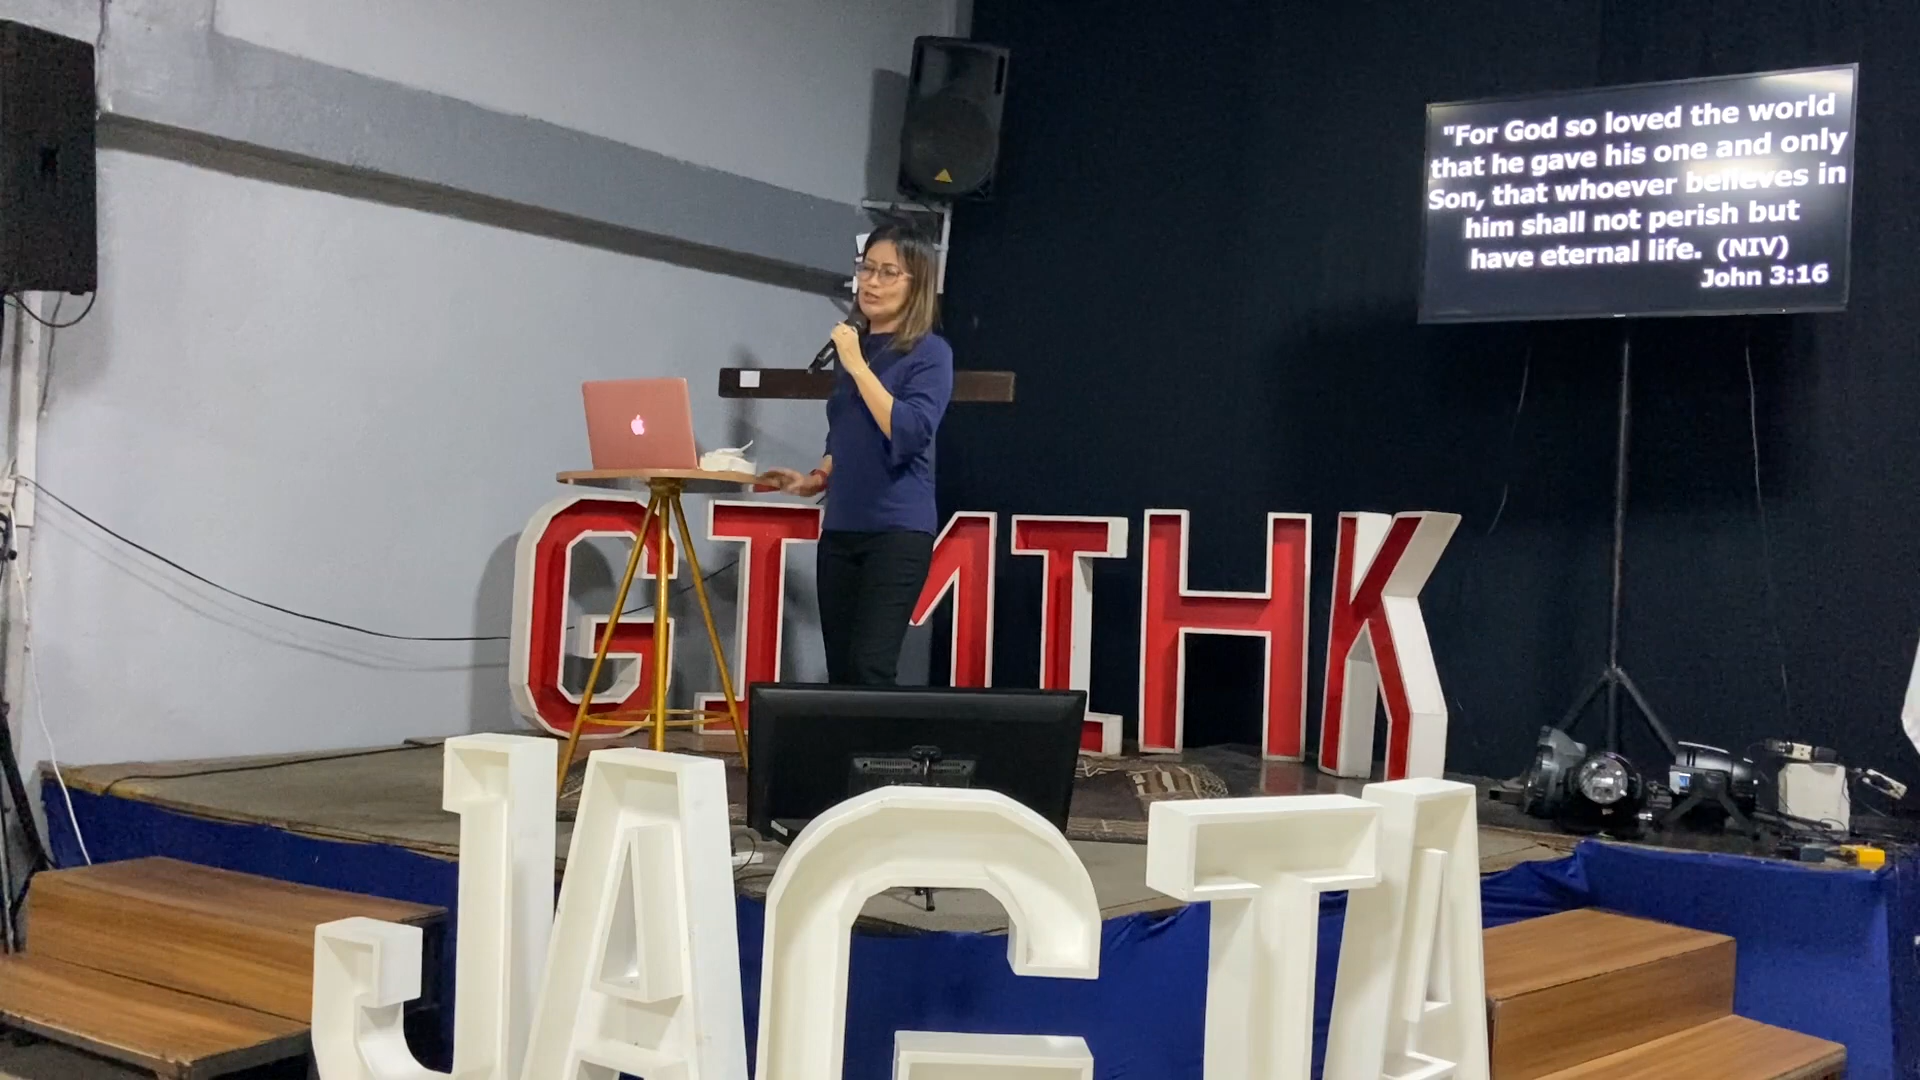 "For God so loved the world
that he gave his one and only
Son, that whoever believes in
him shall not perish but
have eternal life. (NIV)
John 3:16
GIMIHK
JAGTA